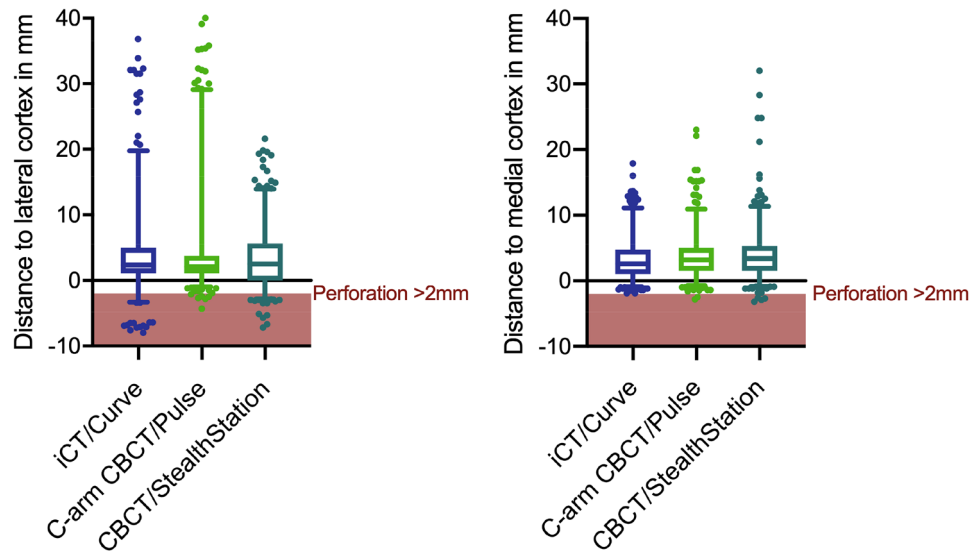 Distance to lateral cortex in mm
40
30
20
10
0
-10
Perforation >2mm
iCT/Curve
C-arm CBCT/Pulse
CBCT/StealthStation
Distance to medial cortex in mm
40
30
20
10
0
-10
Perforation >2mm
iCT/Curve
C-arm CBCT/Pulse
CBCT/StealthStation